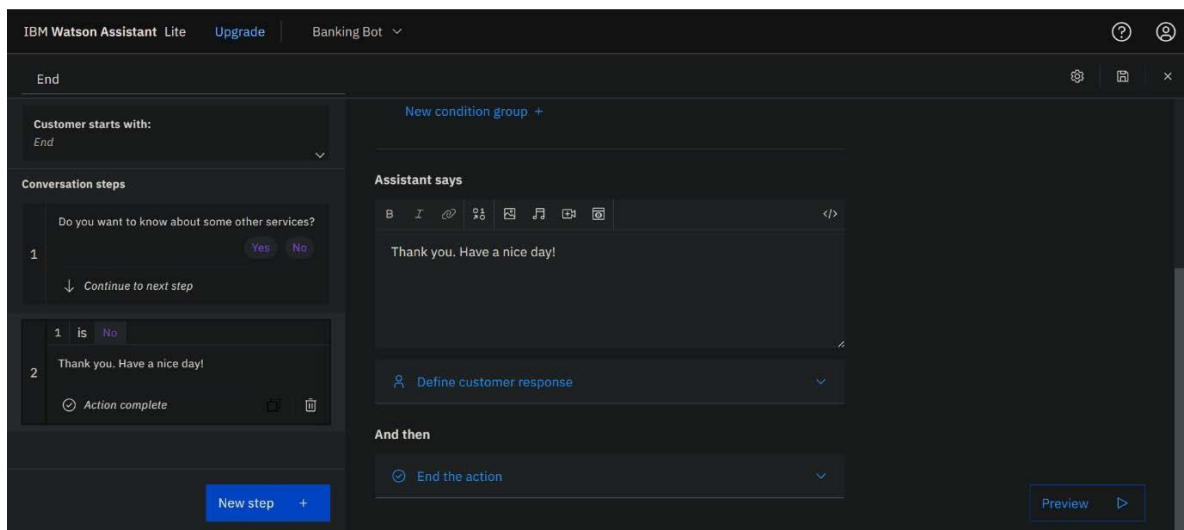 IBM Watson Assistant Lite Upgrade Banking Bot
End
Customer starts with:
End
Conversation steps
1
Do you want to know about some other services?
Yes No
Continue to next step
2
1 is No
Thank you. Have a nice day!
Action complete
New step +
New condition group +
Assistant says
B I </>
Thank you. Have a nice day!
Define customer response
And then
End the action
Preview